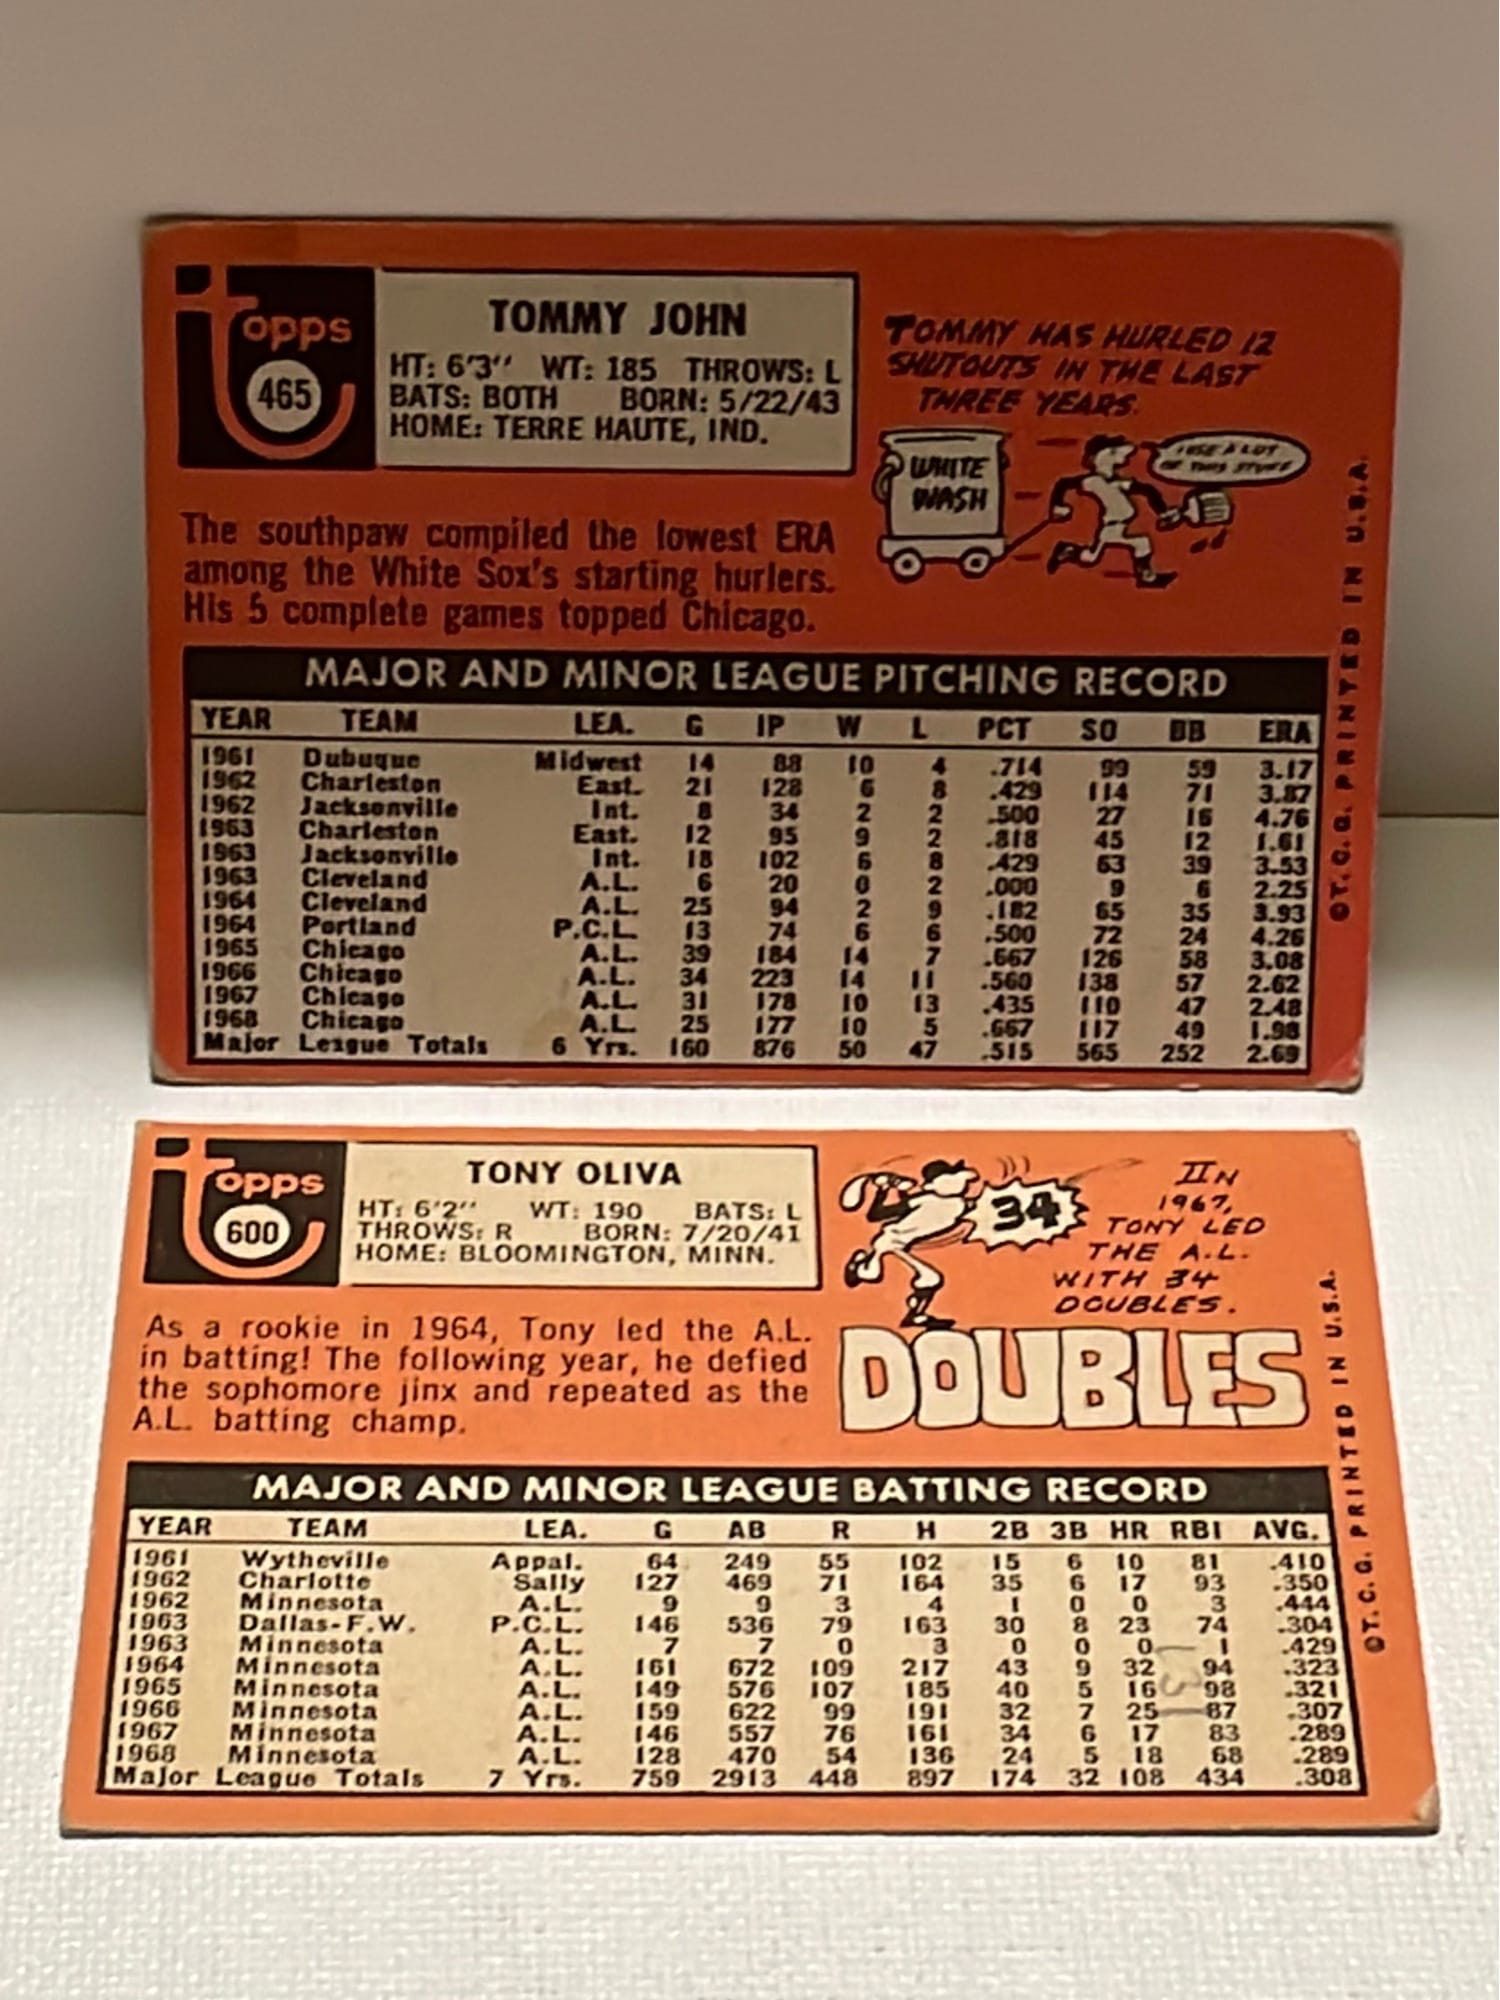 Topps
465
TOMMY JOHN
HT: 6'3" WT: 185 THROWS: L
BATS: BOTH BORN: 5/22/43
HOME: TERRE HAUTE, IND.
TOMMY HAS HURLED 12
SHUTOUTS IN THE LAST
THREE YEARS.
WHITE
WASH
I USE A LOT
OF THIS STUFF
The southpaw compiled the lowest ERA
among the White Sox's starting hurlers.
His 5 complete games topped Chicago.
MAJOR AND MINOR LEAGUE PITCHING RECORD
YEAR TEAM LEA. G IP W L PCT SO BB ERA
1961 Dubuque Midwest 14 88 10 4 .714 99 59 3.17
1962 Charleston East. 21 128 6 8 .429 114 71 3.87
1962 Jacksonville Int. 8 34 2 2 .500 27 16 4.76
1963 Charleston East. 12 95 9 2 .818 45 12 1.61
1963 Jacksonville Int. 18 102 6 8 .429 63 39 3.53
1963 Cleveland A.L. 6 20 0 2 .000 9 6 2.25
1964 Cleveland A.L. 25 94 2 9 .182 65 35 3.93
1964 Portland P.C.L. 13 74 6 6 .500 72 24 4.26
1965 Chicago A.L. 39 184 14 7 .667 126 58 3.08
1966 Chicago A.L. 34 223 14 11 .560 138 57 2.62
1967 Chicago A.L. 31 178 10 13 .435 110 47 2.48
1968 Chicago A.L. 25 177 10 5 .667 117 49 1.98
Major League Totals 6 Yrs. 160 876 50 47 .515 565 252 2.69
©T.C.G. PRINTED IN U.S.A.
Topps
600
TONY OLIVA
HT: 6'2" WT: 190 BATS: L
THROWS: R BORN: 7/20/41
HOME: BLOOMINGTON, MINN.
34
IN
1967,
TONY LED
THE A.L.
WITH 34
DOUBLES.
DOUBLES
As a rookie in 1964, Tony led the A.L.
in batting! The following year, he defied
the sophomore jinx and repeated as the
A.L. batting champ.
MAJOR AND MINOR LEAGUE BATTING RECORD
YEAR TEAM LEA. G AB R H 2B 3B HR RBI AVG.
1961 Wytheville Appal. 64 249 55 102 15 6 10 81 .410
1962 Charlotte Sally 127 469 71 164 35 6 17 93 .350
1962 Minnesota A.L. 9 9 3 4 1 0 0 3 .444
1963 Dallas-F.W. P.C.L. 146 536 79 163 30 8 23 74 .304
1963 Minnesota A.L. 7 7 0 3 0 0 0 1 .429
1964 Minnesota A.L. 161 672 109 217 43 9 32 94 .323
1965 Minnesota A.L. 149 576 107 185 40 5 16 98 .321
1966 Minnesota A.L. 159 622 99 191 32 7 25 87 .307
1967 Minnesota A.L. 146 557 76 161 34 6 17 83 .289
1968 Minnesota A.L. 128 470 54 136 24 5 18 68 .289
Major League Totals 7 Yrs. 759 2913 448 897 174 32 108 434 .308
©T.C.G. PRINTED IN U.S.A.